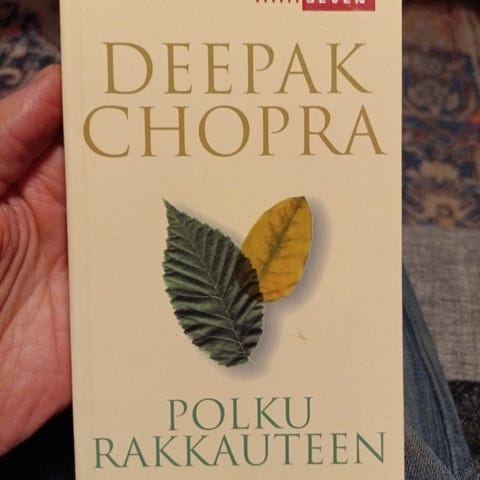 SEVEN
DEEPAK
CHOPRA
POLKU
RAKKAUTEEN